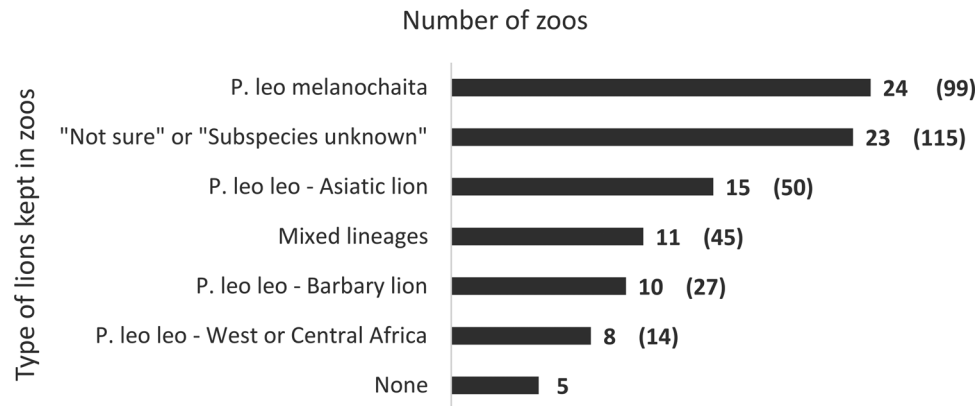 Number of zoos
Type of lions kept in zoos
P. leo melanochaita 24 (99)
"Not sure" or "Subspecies unknown" 23 (115)
P. leo leo - Asiatic lion 15 (50)
Mixed lineages 11 (45)
P. leo leo - Barbary lion 10 (27)
P. leo leo - West or Central Africa 8 (14)
None 5